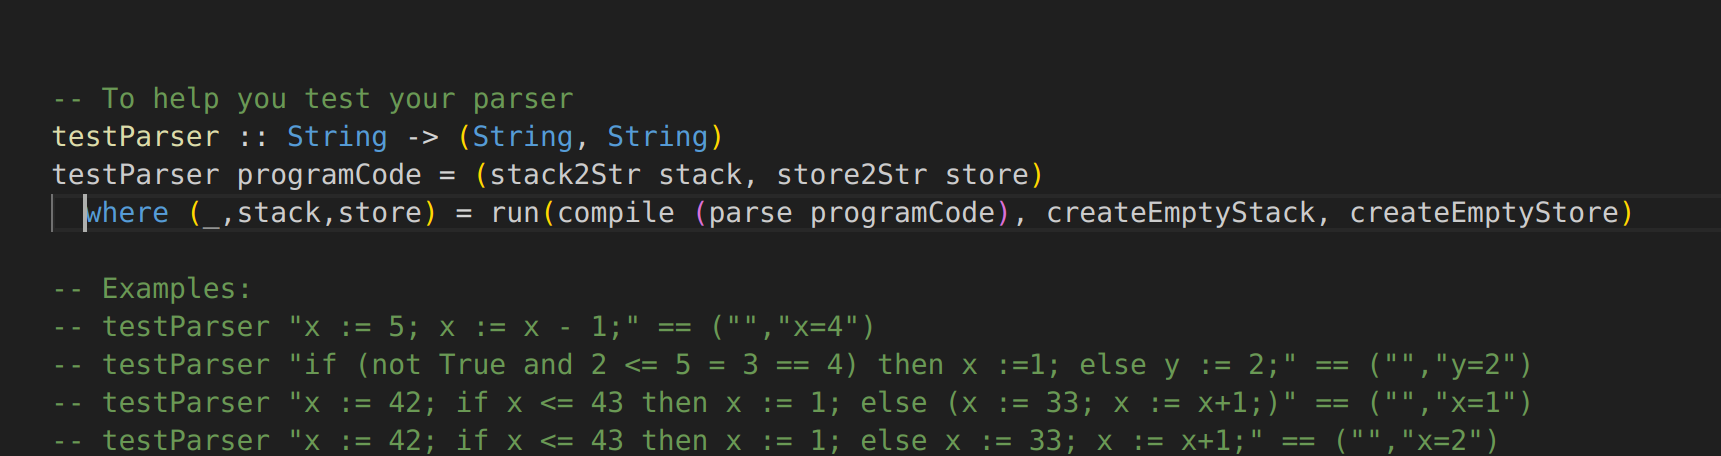 -- To help you test your parser
testParser :: String -> (String, String)
testParser programCode = (stack2Str stack, store2Str store)
  where (_,stack,store) = run(compile (parse programCode), createEmptyStack, createEmptyStore)
-- Examples:
-- testParser "x := 5; x := x - 1;" == ("","x=4")
-- testParser "if (not True and 2 <= 5 = 3 == 4) then x :=1; else y := 2;" == ("","y=2")
-- testParser "x := 42; if x <= 43 then x := 1; else (x := 33; x := x+1;)" == ("","x=1")
-- testParser "x := 42; if x <= 43 then x := 1; else x := 33; x := x+1;" == ("","x=2")